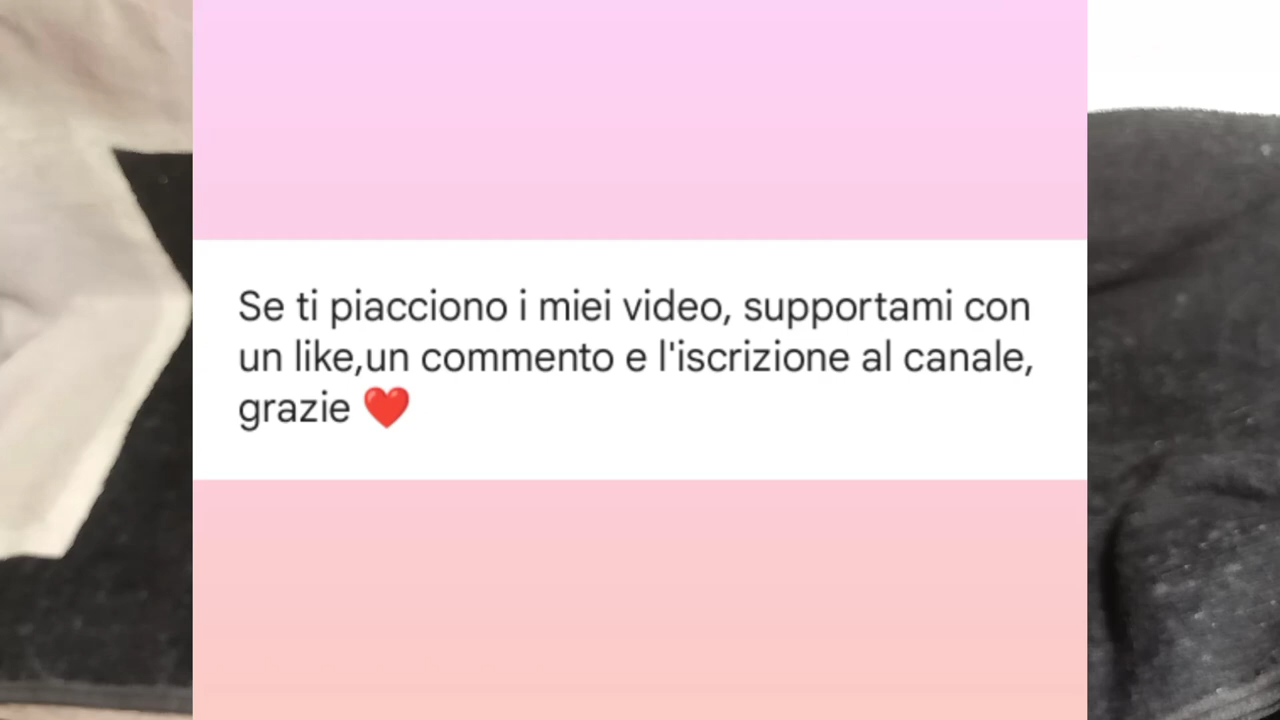 Se ti piacciono i miei video, supportami con
un like,un commento e l'iscrizione al canale,
grazie ❤️